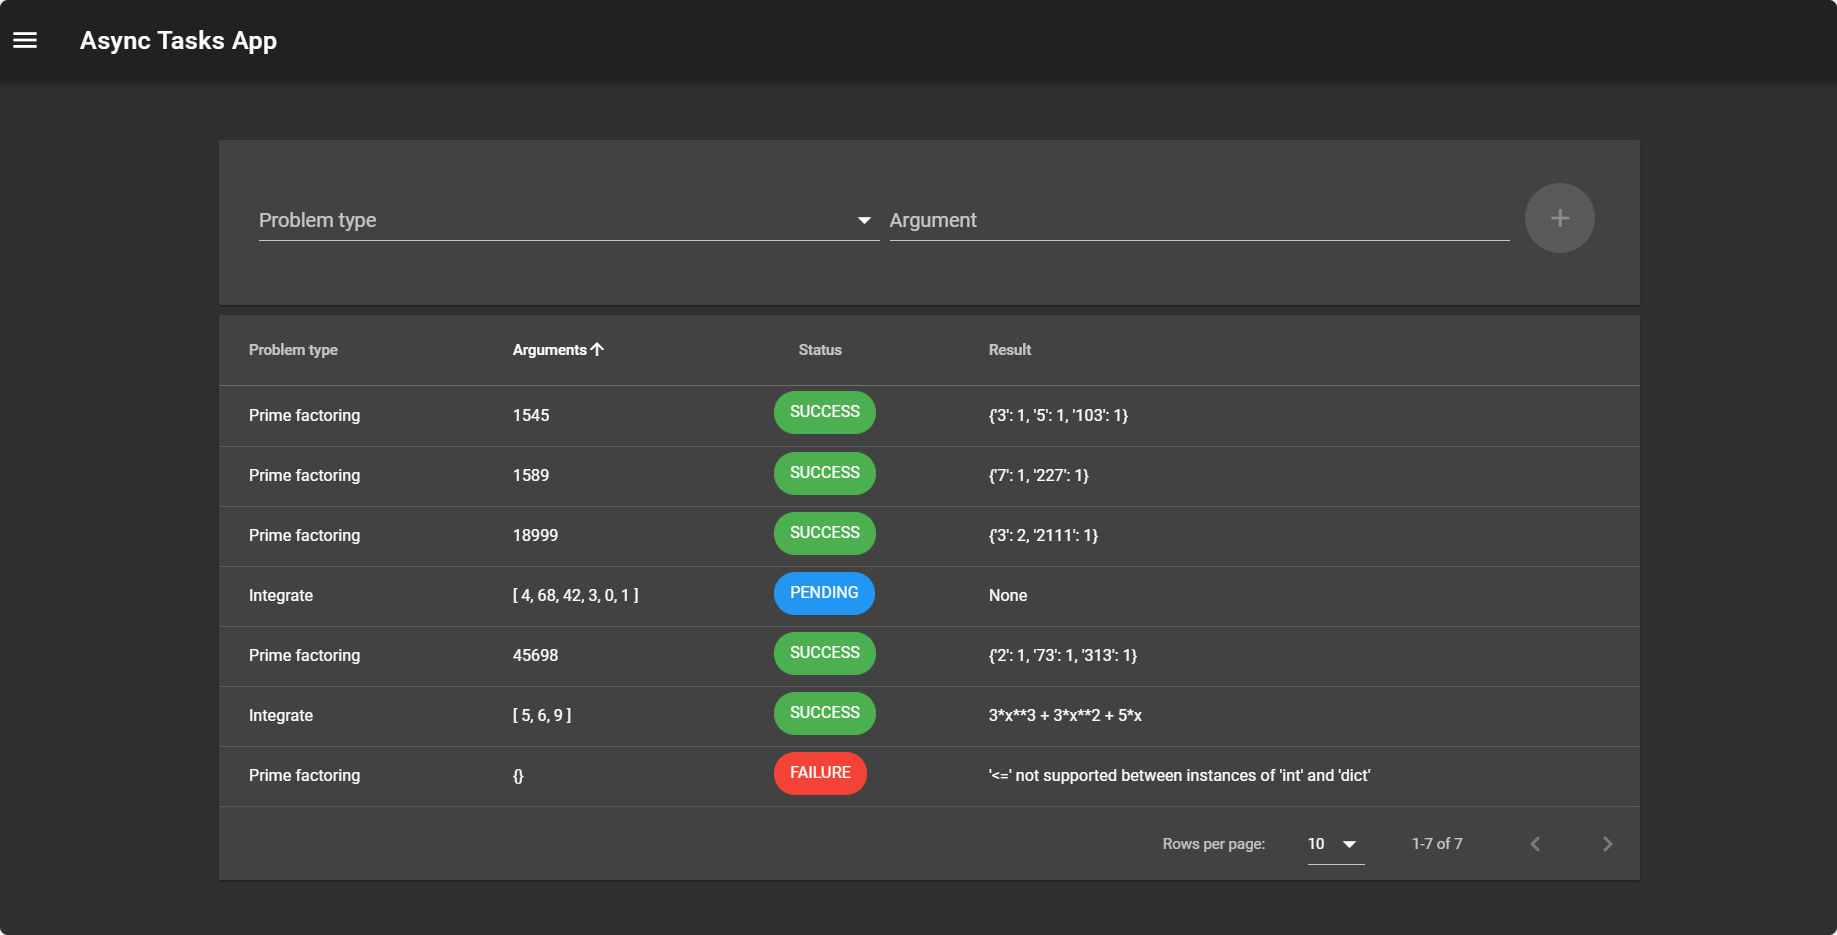 Async Tasks App
Problem type Argument
Problem type Arguments Status Result
Prime factoring 1545 SUCCESS {'3': 1, '5': 1, '103': 1}
Prime factoring 1589 SUCCESS {'7': 1, '227': 1}
Prime factoring 18999 SUCCESS {'3': 2, '2111': 1}
Integrate [ 4, 68, 42, 3, 0, 1 ] PENDING None
Prime factoring 45698 SUCCESS {'2': 1, '73': 1, '313': 1}
Integrate [ 5, 6, 9 ] SUCCESS 3*x**3 + 3*x**2 + 5*x
Prime factoring {} FAILURE '<=' not supported between instances of 'int' and 'dict'
Rows per page: 10 1-7 of 7